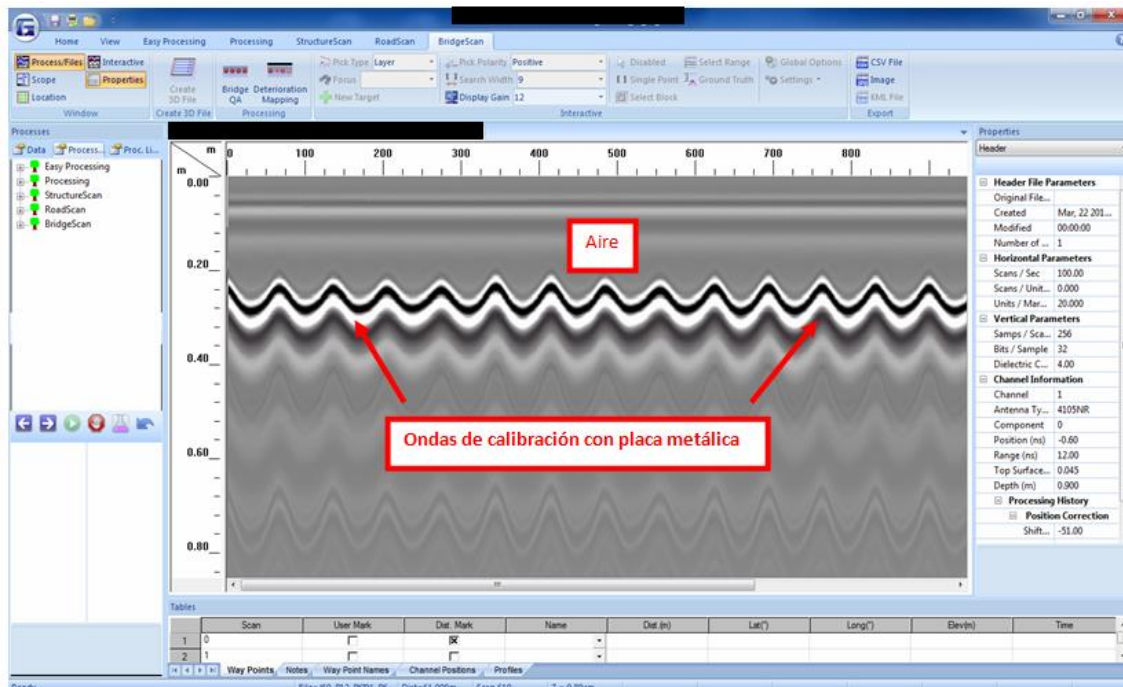 Home View Easy Processing Processing StructureScan RoadScan BridgeScan
Process/Files Interactive
Scope Properties
Location
Window
Create
3D File
Create 3D File
Bridge
QA
Deterioration
Mapping
Processing
Pick Type Layer
Focus
New Target
Pick Polarity Positive
Search Width 9
Display Gain 12
Disabled
Single Point
Select Block
Select Range
Ground Truth
Global Options
Settings
Interactive
CSV File
Image
KML File
Export
Processes
Data Process... Proc. Li...
Easy Processing
Processing
StructureScan
RoadScan
BridgeScan
m 0 100 200 300 400 500 600 700 800
m
0.00
0.20
0.40
0.60
0.80
Aire
Ondas de calibración con placa metálica
Properties
Header
Header File Parameters
Original File...
Created Mar, 22 201...
Modified 00:00:00
Number of ... 1
Horizontal Parameters
Scans / Sec 100.00
Scans / Unit... 0.000
Units / Mar... 20.000
Vertical Parameters
Samps / Sca... 256
Bits / Sample 32
Dielectric C... 4.00
Channel Information
Channel 1
Antenna Ty... 4105NR
Component 0
Position (ns) -0.60
Range (ns) 12.00
Top Surface... 0.045
Depth (m) 0.900
Processing History
Position Correction
Shift... -51.00
Tables
Scan User Mark Dist. Mark Name Dist.(m) Lat(°) Long(°) Elev(m) Time
1 0
2 1
Way Points Notes Way Point Names Channel Positions Profiles